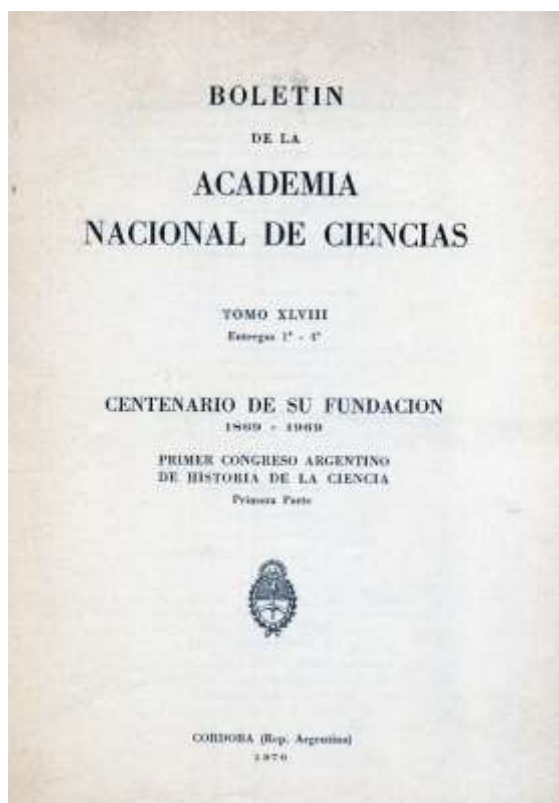 BOLETIN
DE LA
ACADEMIA
NACIONAL DE CIENCIAS
TOMO XLVIII
Entregas 1ª - 4ª
CENTENARIO DE SU FUNDACION
1869 - 1969
PRIMER CONGRESO ARGENTINO
DE HISTORIA DE LA CIENCIA
Primera Parte
CORDOBA (Rep. Argentina)
1970